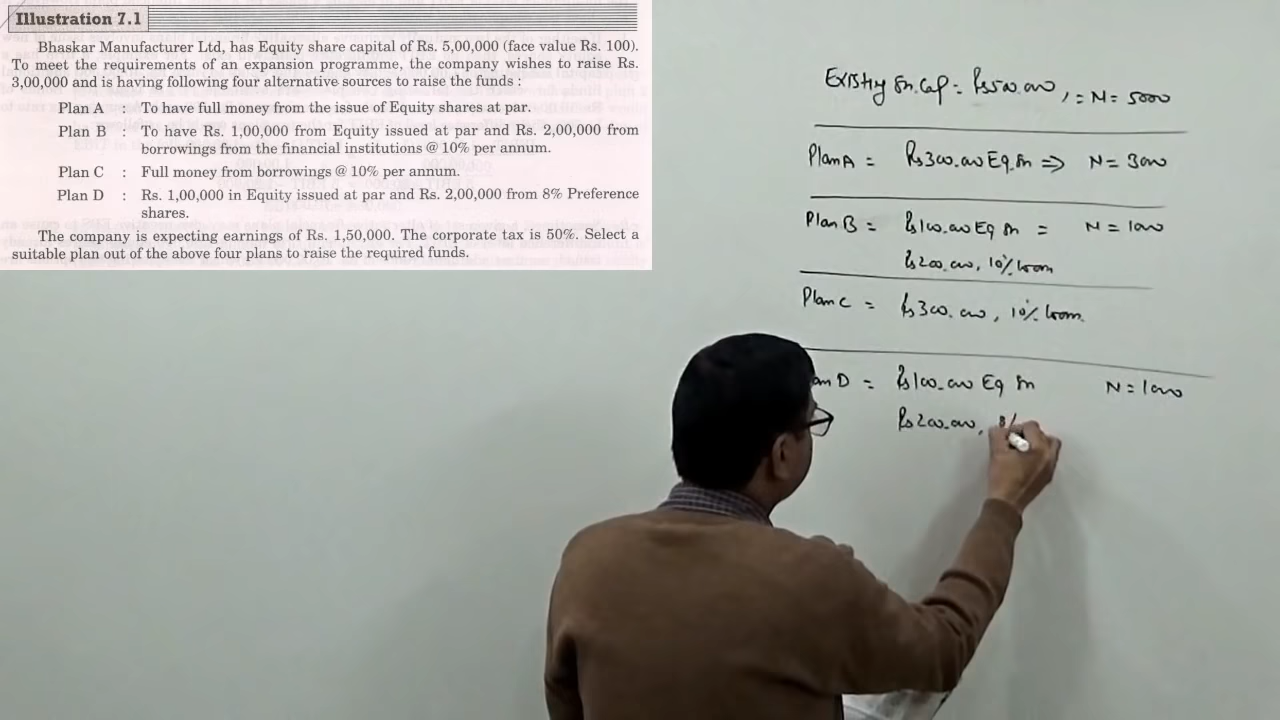 Illustration 7.1
Bhaskar Manufacturer Ltd, has Equity share capital of Rs. 5,00,000 (face value Rs. 100).
To meet the requirements of an expansion programme, the company wishes to raise Rs.
3,00,000 and is having following four alternative sources to raise the funds :
Plan A : To have full money from the issue of Equity shares at par.
Plan B : To have Rs. 1,00,000 from Equity issued at par and Rs. 2,00,000 from
borrowings from the financial institutions @ 10% per annum.
Plan C : Full money from borrowings @ 10% per annum.
Plan D : Rs. 1,00,000 in Equity issued at par and Rs. 2,00,000 from 8% Preference
shares.
The company is expecting earnings of Rs. 1,50,000. The corporate tax is 50%. Select a
suitable plan out of the above four plans to raise the required funds.
Existing Sh. Cap = Rs 500.000, = N = 5000
Plan A = Rs 300.000 Eq. Sh => N = 3000
Plan B = Rs 100.000 Eq Sh = N = 1000
Rs 200.000, 10% loan
Plan C = Rs 300.000, 10% loan
D = Rs 100.000 Eq Sh N = 1000
Rs 200.000, 8%